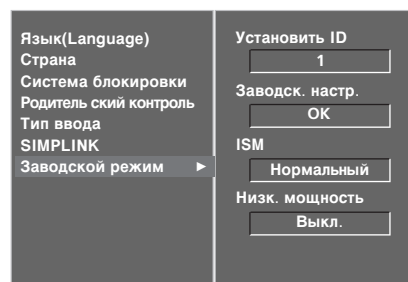 Язык(Language)
Страна
Система блокировки
Родитель ский контроль
Тип ввода
SIMPLINK
Заводской режим ►
Установить ID
1
Заводск. настр.
ОК
ISM
Нормальный
Низк. мощность
Выкл.